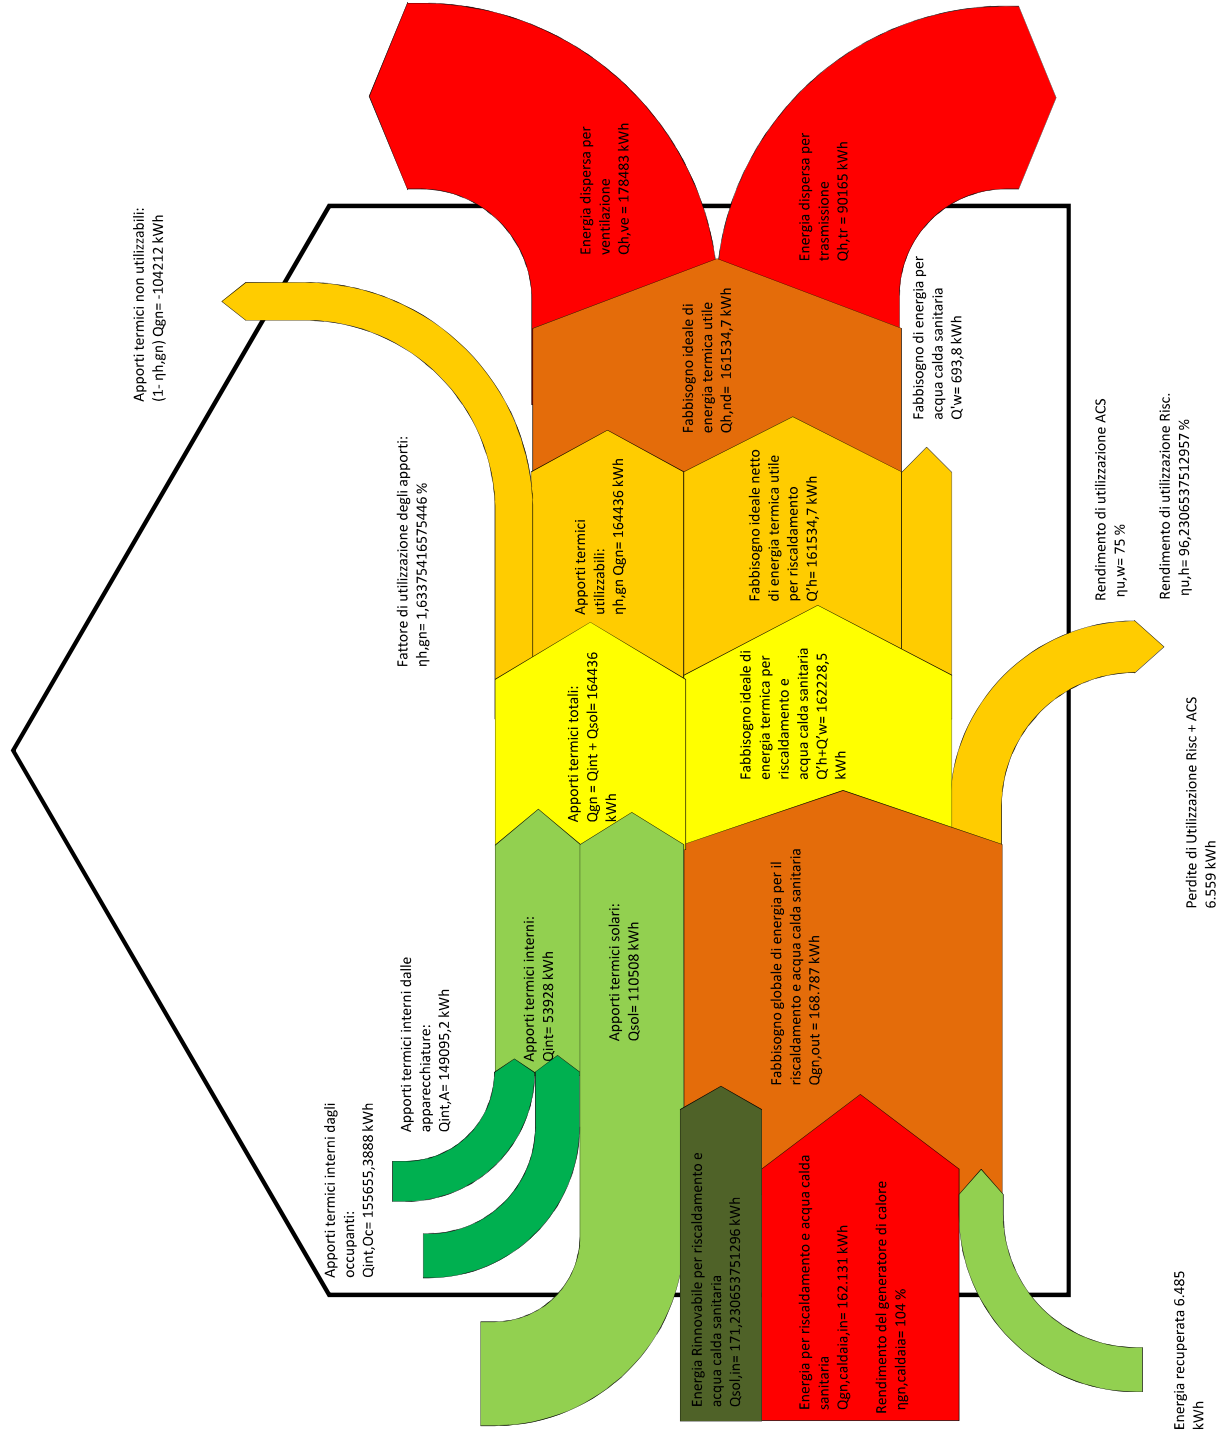 Apporti termici non utilizzabili:
(1- ηh,gn) Qgn= -104212 kWh
Apporti termici interni dagli
occupanti:
Qint,Oc= 155655,3888 kWh
Apporti termici interni dalle
apparecchiature:
Qint,A= 149095,2 kWh
Fattore di utilizzazione degli apporti:
ηh,gn= 1,63375416575446 %
Apporti termici interni:
Qint= 53928 kWh
Apporti termici totali:
Qgn = Qint + Qsol= 164436
kWh
Apporti termici
utilizzabili:
ηh,gn Qgn= 164436 kWh
Energia dispersa per
ventilazione
Qh,ve = 178483 kWh
Apporti termici solari:
Qsol= 110508 kWh
Fabbisogno ideale di
energia termica utile
Qh,nd=  161534,7 kWh
Energia Rinnovabile per riscaldamento e
acqua calda sanitaria
Qsol,in= 171,230653751296 kWh
Fabbisogno globale di energia per il
riscaldamento e acqua calda sanitaria
Qgn,out = 168.787 kWh
Fabbisogno ideale di
energia termica per
riscaldamento e
acqua calda sanitaria
Q’h+Q’w= 162228,5
kWh
Fabbisogno ideale netto
di energia termica utile
per riscaldamento
Q’h= 161534,7 kWh
Energia dispersa per
trasmissione
Qh,tr = 90165 kWh
Energia per riscaldamento e acqua calda
sanitaria
Qgn,caldaia,in= 162.131 kWh
Rendimento del generatore di calore
ηgn,caldaia= 104 %
Fabbisogno di energia per
acqua calda sanitaria
Q’w= 693,8 kWh
Rendimento di utilizzazione ACS
ηu,w= 75 %
Rendimento di utilizzazione Risc.
ηu,h= 96,2306537512957 %
Energia recuperata 6.485
kWh
Perdite di Utilizzazione Risc + ACS
6.559 kWh